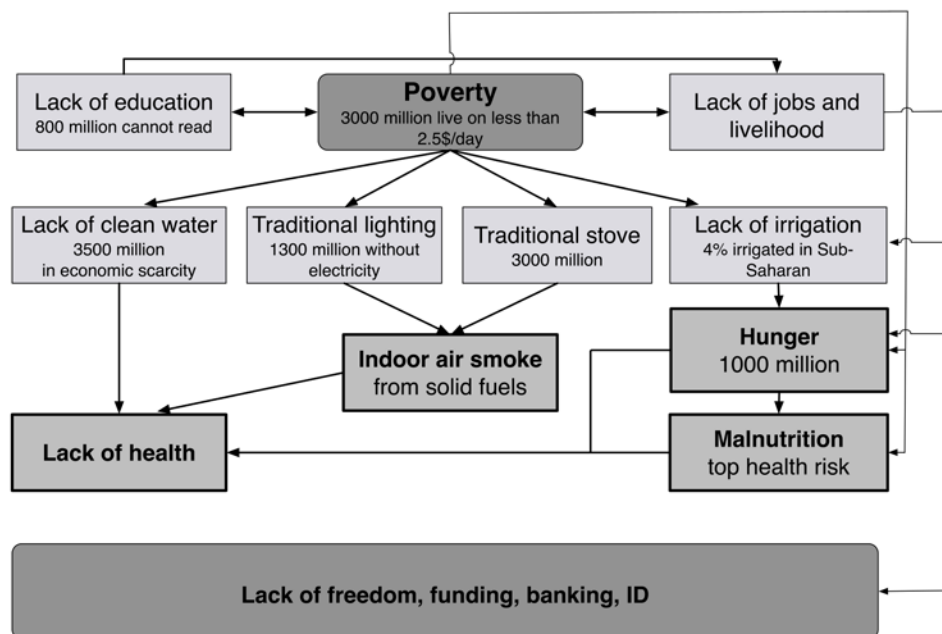 Lack of education
800 million cannot read
Poverty
3000 million live on less than
2.5$/day
Lack of jobs and
livelihood
Lack of clean water
3500 million
in economic scarcity
Traditional lighting
1300 million without
electricity
Traditional stove
3000 million
Lack of irrigation
4% irrigated in Sub-
Saharan
Indoor air smoke
from solid fuels
Hunger
1000 million
Lack of health
Malnutrition
top health risk
Lack of freedom, funding, banking, ID